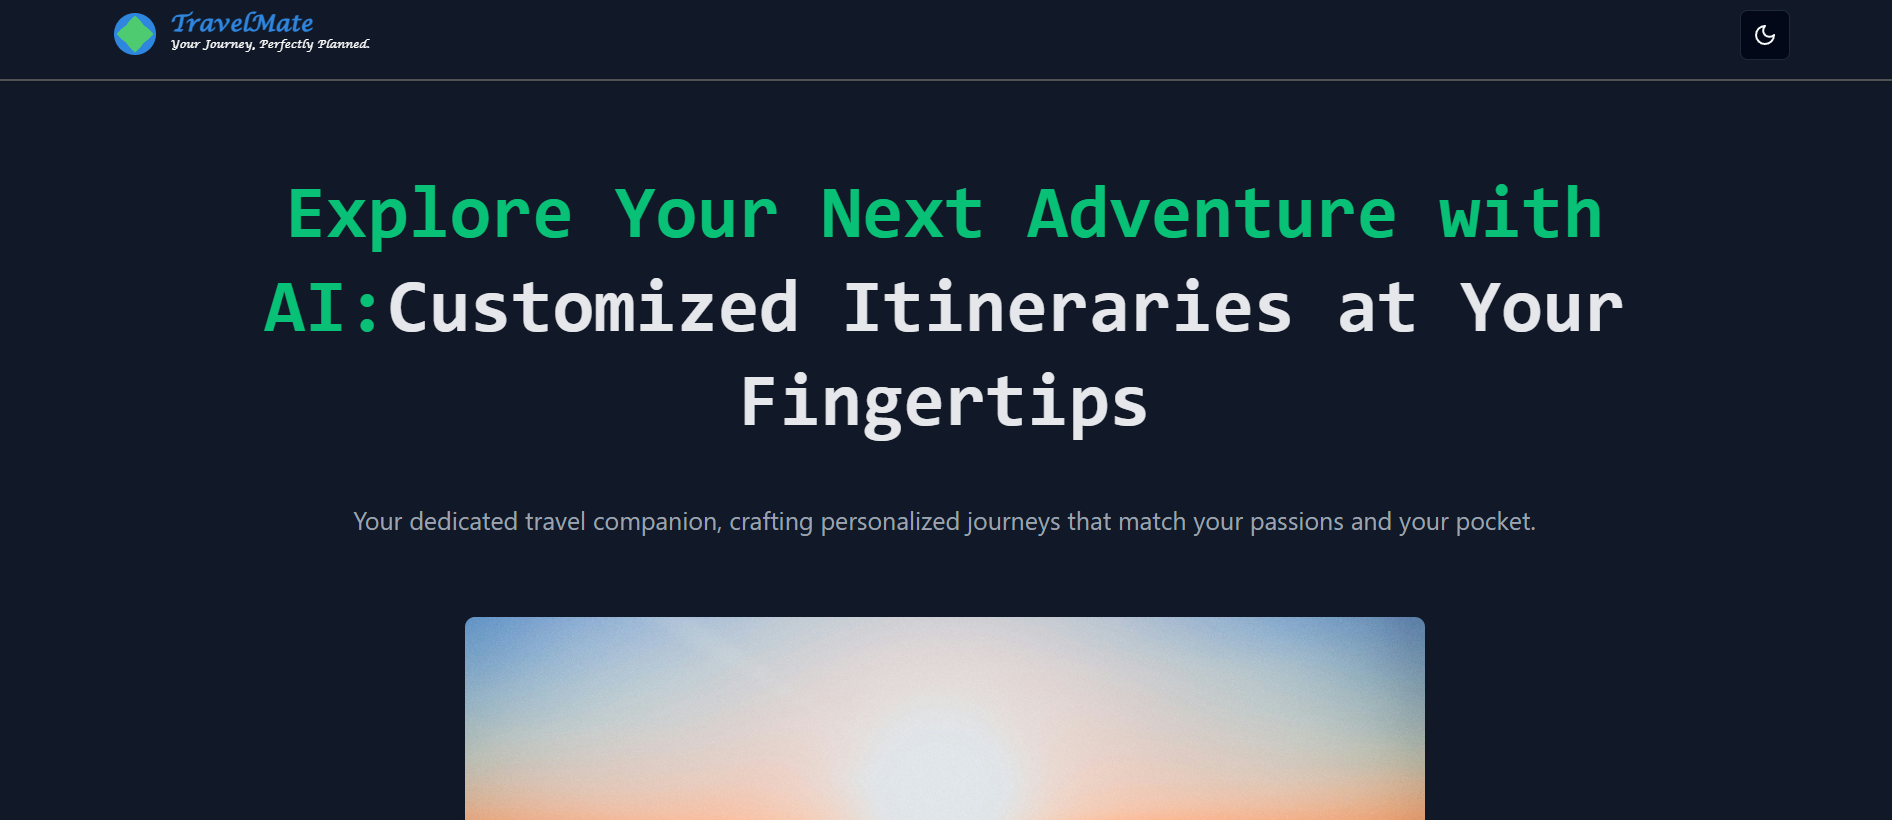 TravelMate
Your Journey, Perfectly Planned.
Explore Your Next Adventure with
AI:Customized Itineraries at Your
Fingertips
Your dedicated travel companion, crafting personalized journeys that match your passions and your pocket.